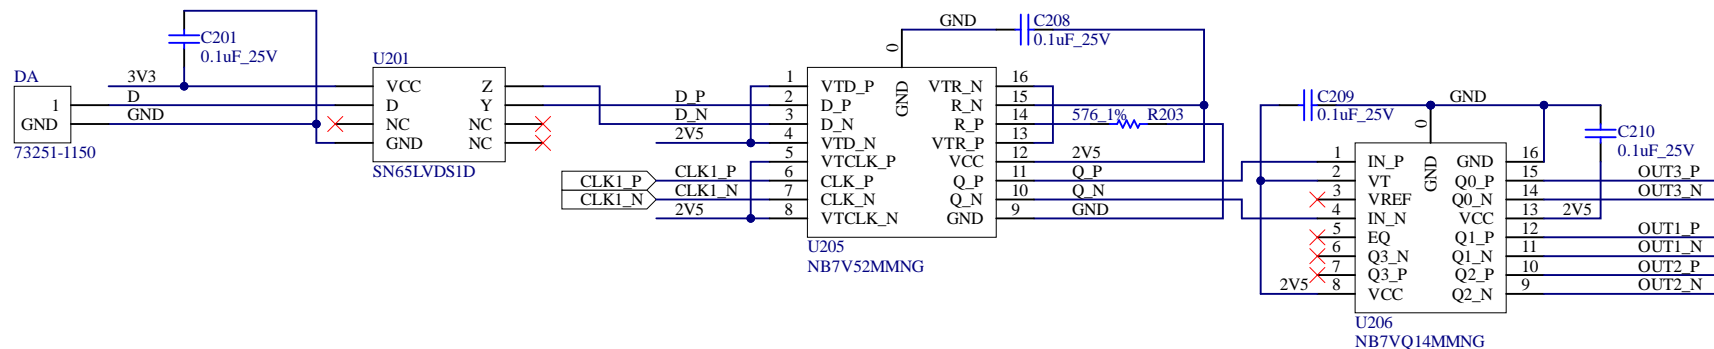 DA
1
GND
73251-1150
C201
0.1uF_25V
3V3
D
GND
U201
VCC
D
NC
GND
Z
Y
NC
NC
SN65LVDS1D
D_P
D_N
2V5
CLK1_P
CLK1_N
CLK1_P
CLK1_N
2V5
GND
C208
0.1uF_25V
0
GND
1 VTD_P
2 D_P
3 D_N
4 VTD_N
5 VTCLK_P
6 CLK_P
7 CLK_N
8 VTCLK_N
VTR_N 16
R_N 15
R_P 14
VTR_P 13
VCC 12
Q_P 11
Q_N 10
GND 9
U205
NB7V52MMNG
576_1%
R203
2V5
Q_P
Q_N
GND
C209
0.1uF_25V
GND
C210
0.1uF_25V
0
GND
1 IN_P
2 VT
3 VREF
4 IN_N
5 EQ
6 Q3_N
7 Q3_P
8 VCC
2V5
GND 16
Q0_P 15
Q0_N 14
VCC 13
Q1_P 12
Q1_N 11
Q2_P 10
Q2_N 9
2V5
OUT3_P
OUT3_N
OUT1_P
OUT1_N
OUT2_P
OUT2_N
U206
NB7VQ14MMNG